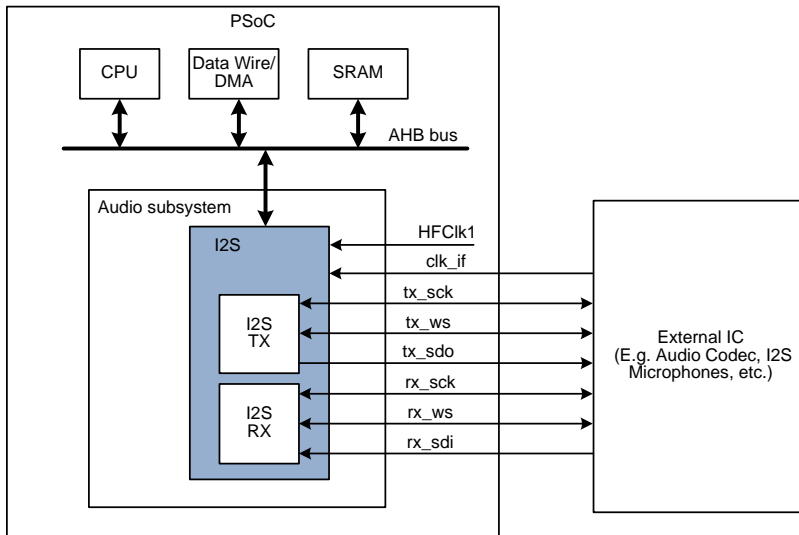 PSoC
CPU
Data Wire/
DMA
SRAM
AHB bus
Audio subsystem
I2S
HFClk1
clk_if
tx_sck
I2S
TX
tx_ws
tx_sdo
rx_sck
I2S
RX
rx_ws
rx_sdi
External IC
(E.g. Audio Codec, I2S
Microphones, etc.)